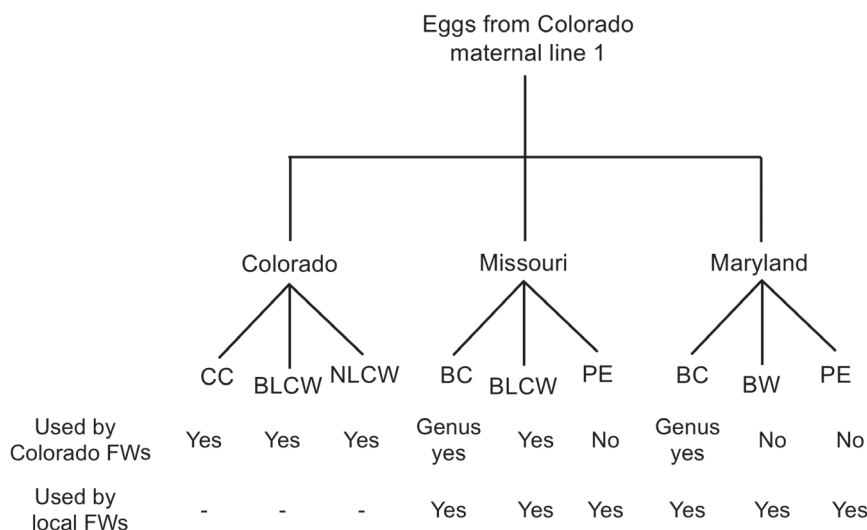 Eggs from Colorado
maternal line 1
Colorado Missouri Maryland
CC BLCW NLCW BC BLCW PE BC BW PE
Used by
Colorado FWs Yes Yes Yes Genus yes Yes No Genus yes No No
Used by
local FWs - - - Yes Yes Yes Yes Yes Yes